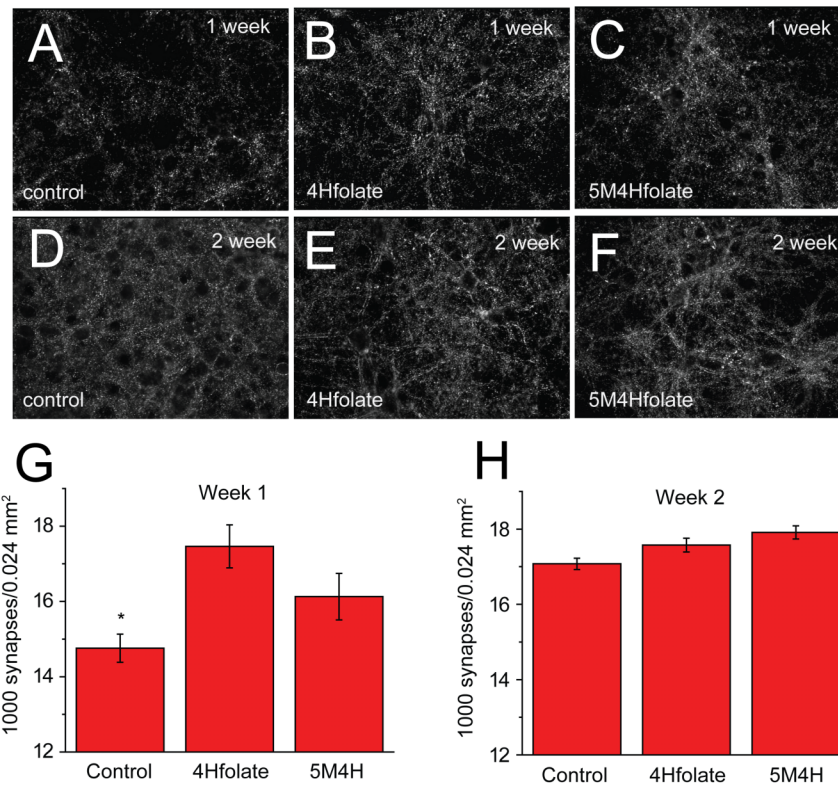 A
1 week
control
B
1 week
4Hfolate
C
1 week
5M4Hfolate
D
2 week
control
E
2 week
4Hfolate
F
2 week
5M4Hfolate
G
Week 1
1000 synapses/0.024 mm²
18
16
14
12
*
Control 4Hfolate 5M4H
H
Week 2
1000 synapses/0.024 mm²
18
16
14
12
Control 4Hfolate 5M4H